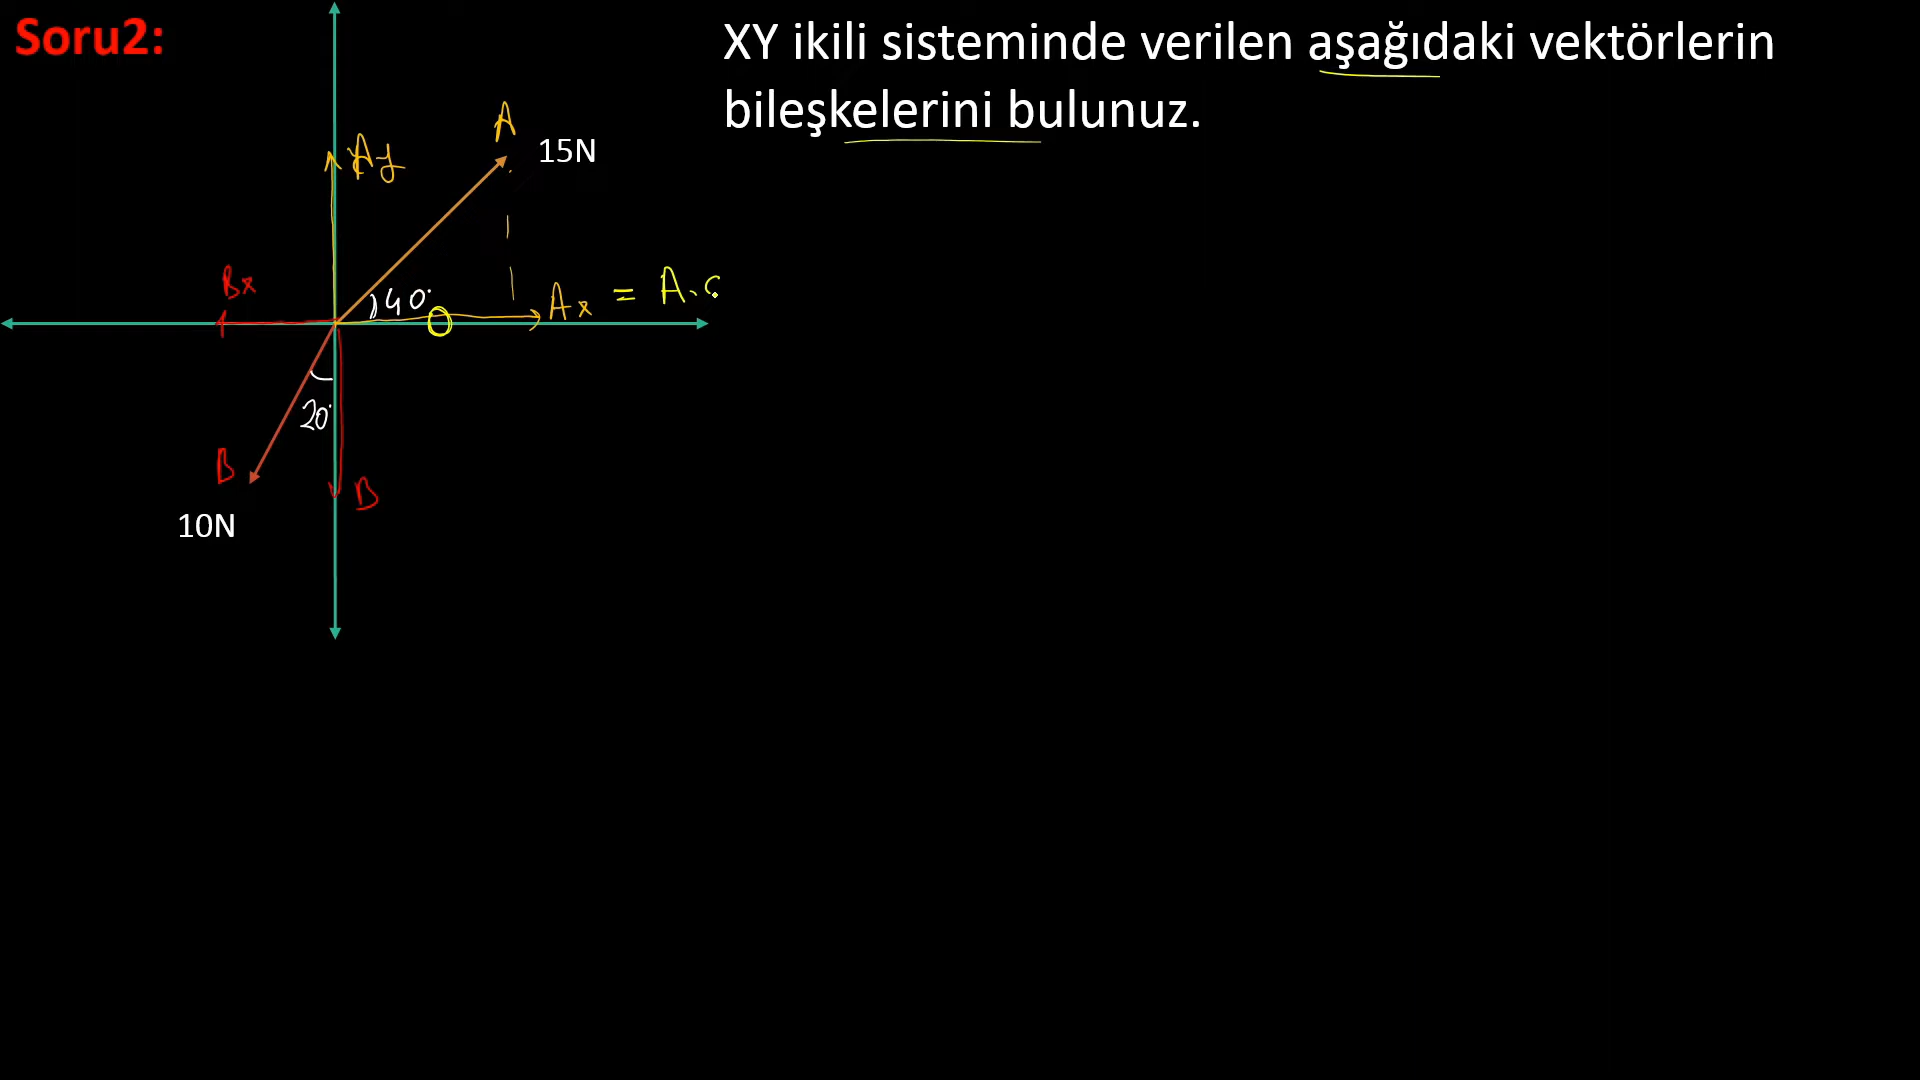 Soru2:
XY ikili sisteminde verilen aşağıdaki vektörlerin
bileşkelerini bulunuz.
A
15N
Ay
Bx
40°
Ax = A.c
20°
B
B
10N